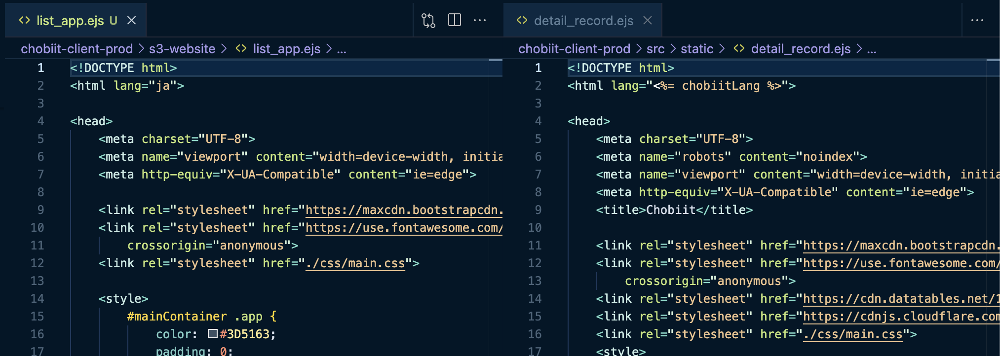 list_app.ejs U
chobiit-client-prod > s3-website > <> list_app.ejs > ...
1 <!DOCTYPE html>
2 <html lang="ja">
3
4 <head>
5 <meta charset="UTF-8">
6 <meta name="viewport" content="width=device-width, initia
7 <meta http-equiv="X-UA-Compatible" content="ie=edge">
8
9 <link rel="stylesheet" href="https://maxcdn.bootstrapcdn.
10 <link rel="stylesheet" href="https://use.fontawesome.com/
11 crossorigin="anonymous">
12 <link rel="stylesheet" href="./css/main.css">
13
14 <style>
15 #mainContainer .app {
16 color: #3D5163;
17 padding: 0;
detail_record.ejs
chobiit-client-prod > src > static > <> detail_record.ejs > ...
1 <!DOCTYPE html>
2 <html lang="<%= chobiitLang %>">
3
4 <head>
5 <meta charset="UTF-8">
6 <meta name="robots" content="noindex">
7 <meta name="viewport" content="width=device-width, initia
8 <meta http-equiv="X-UA-Compatible" content="ie=edge">
9 <title>Chobiit</title>
10
11 <link rel="stylesheet" href="https://maxcdn.bootstrapcdn.
12 <link rel="stylesheet" href="https://use.fontawesome.com/
13 crossorigin="anonymous">
14 <link rel="stylesheet" href="https://cdn.datatables.net/1
15 <link rel="stylesheet" href="https://cdnjs.cloudflare.com
16 <link rel="stylesheet" href="./css/main.css">
17 <style>